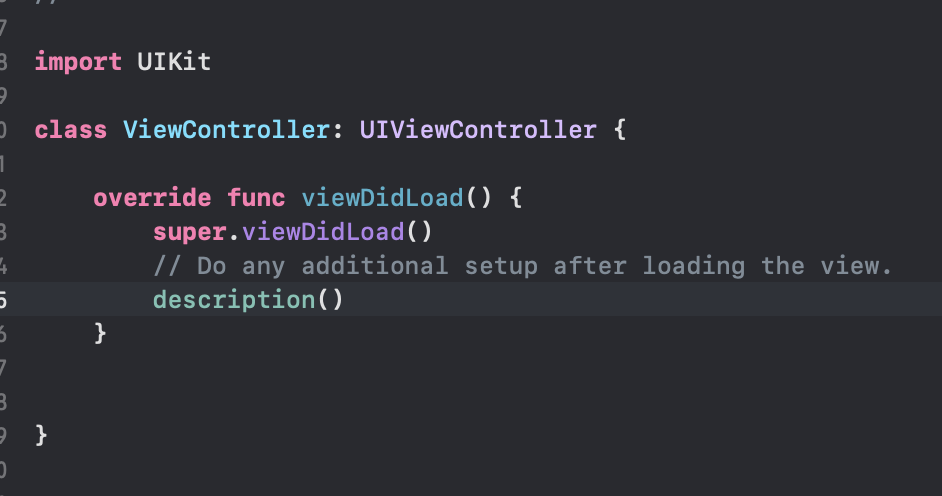 //
7
8 import UIKit
9
0 class ViewController: UIViewController {
1
2 override func viewDidLoad() {
3 super.viewDidLoad()
4 // Do any additional setup after loading the view.
5 description()
6 }
7
8
9 }
0